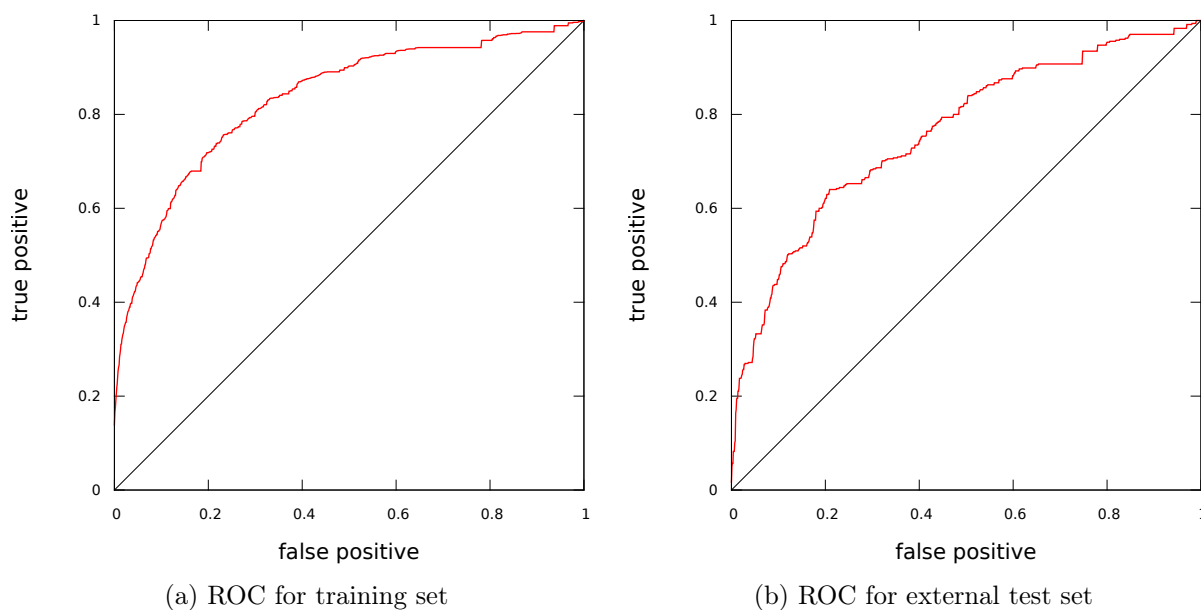 1
0.8
0.6
0.4
0.2
0
0 0.2 0.4 0.6 0.8 1
true positive
false positive
(a) ROC for training set
1
0.8
0.6
0.4
0.2
0
0 0.2 0.4 0.6 0.8 1
true positive
false positive
(b) ROC for external test set